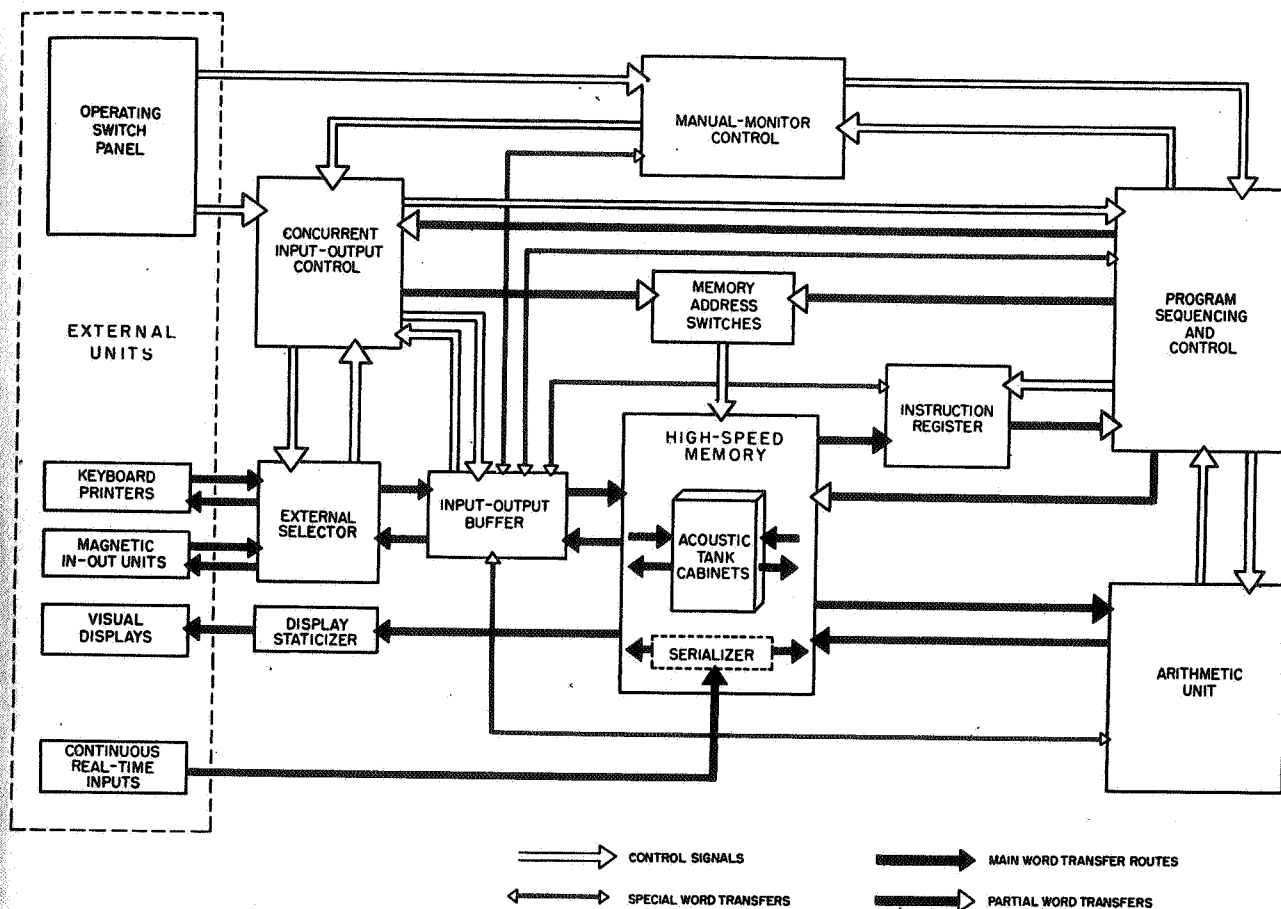 OPERATING
SWITCH
PANEL
MANUAL-MONITOR
CONTROL
CONCURRENT
INPUT-OUTPUT
CONTROL
MEMORY
ADDRESS
SWITCHES
PROGRAM
SEQUENCING
AND
CONTROL
EXTERNAL
UNITS
INSTRUCTION
REGISTER
HIGH-SPEED
MEMORY
KEYBOARD
PRINTERS
EXTERNAL
SELECTOR
INPUT-OUTPUT
BUFFER
ACOUSTIC
TANK
CABINETS
MAGNETIC
IN-OUT UNITS
VISUAL
DISPLAYS
DISPLAY
STATICIZER
SERIALIZER
ARITHMETIC
UNIT
CONTINUOUS
REAL-TIME
INPUTS
CONTROL SIGNALS
MAIN WORD TRANSFER ROUTES
SPECIAL WORD TRANSFERS
PARTIAL WORD TRANSFERS